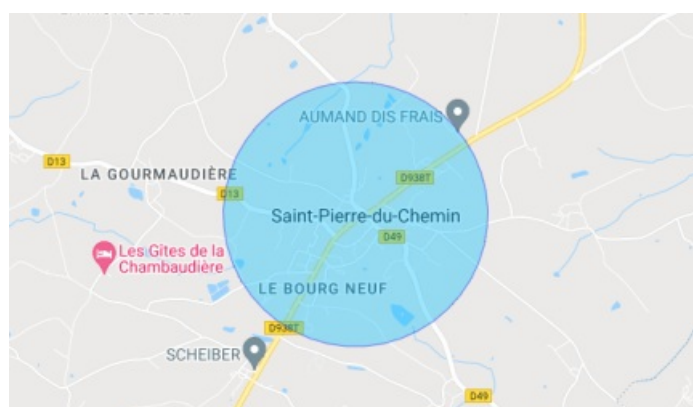 AUMAND DIS FRAIS
D13
LA GOURMAUDIÈRE
D938T
D13
Saint-Pierre-du-Chemin
D49
Les Gîtes de la
Chambaudière
LE BOURG NEUF
D938T
SCHEIBER
D49